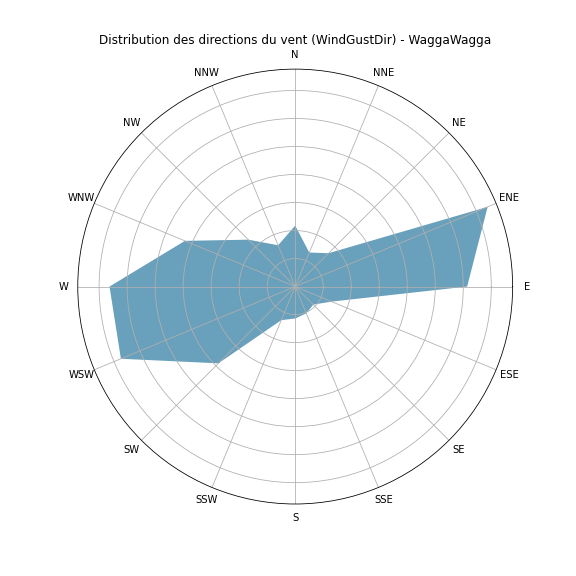 Distribution des directions du vent (WindGustDir) - WaggaWagga
N
NNW
NNE
NW
NE
WNW
ENE
W
E
WSW
ESE
SW
SE
SSW
SSE
S